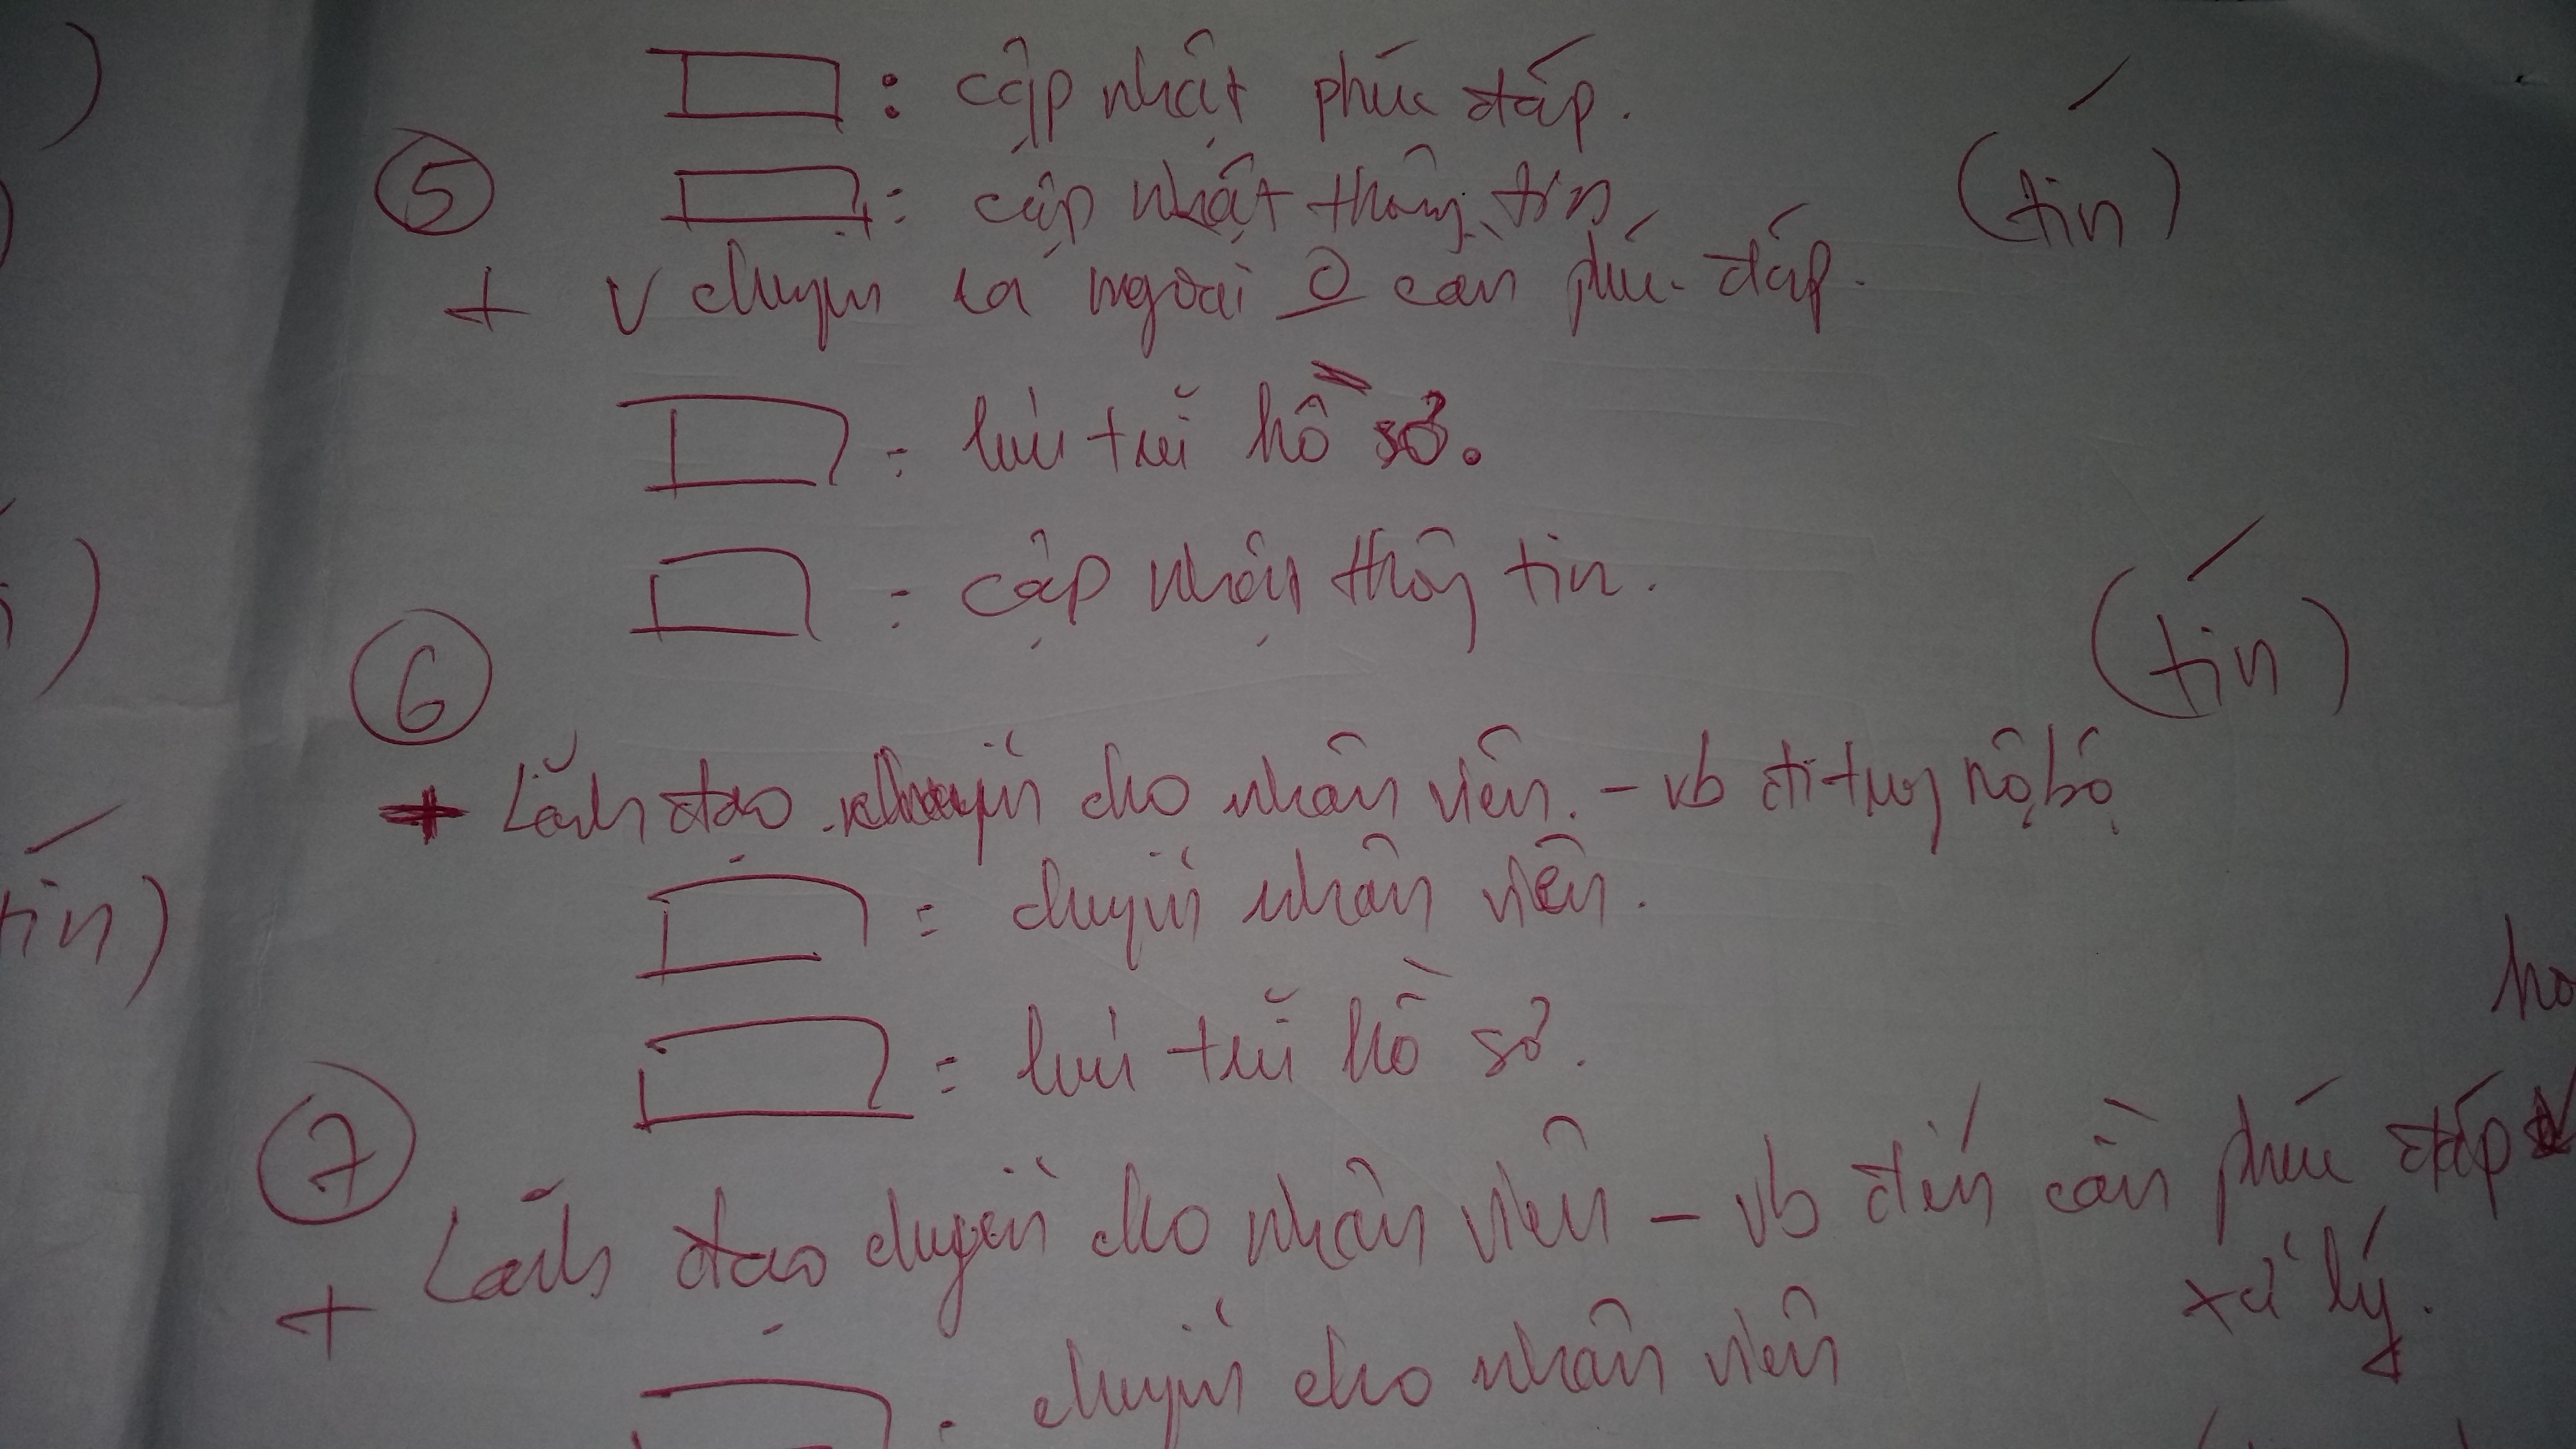 : cập nhật phúc đáp.
⑤ : cập nhật thông tin (tín)
+ V chuyển ra ngoài 0 cần phúc đáp.
: lưu trữ hồ sơ.
: cập nhật thông tin.
⑥ (tín)
+ Lãnh đạo chuyển cho nhân viên. - vb đi trong nội bộ
: chuyển nhân viên.
: lưu trữ hồ sơ.
⑦
+ Lãnh đạo chuyển cho nhân viên - vb đến cần phúc đáp
xử lý.
: chuyển cho nhân viên
tín)